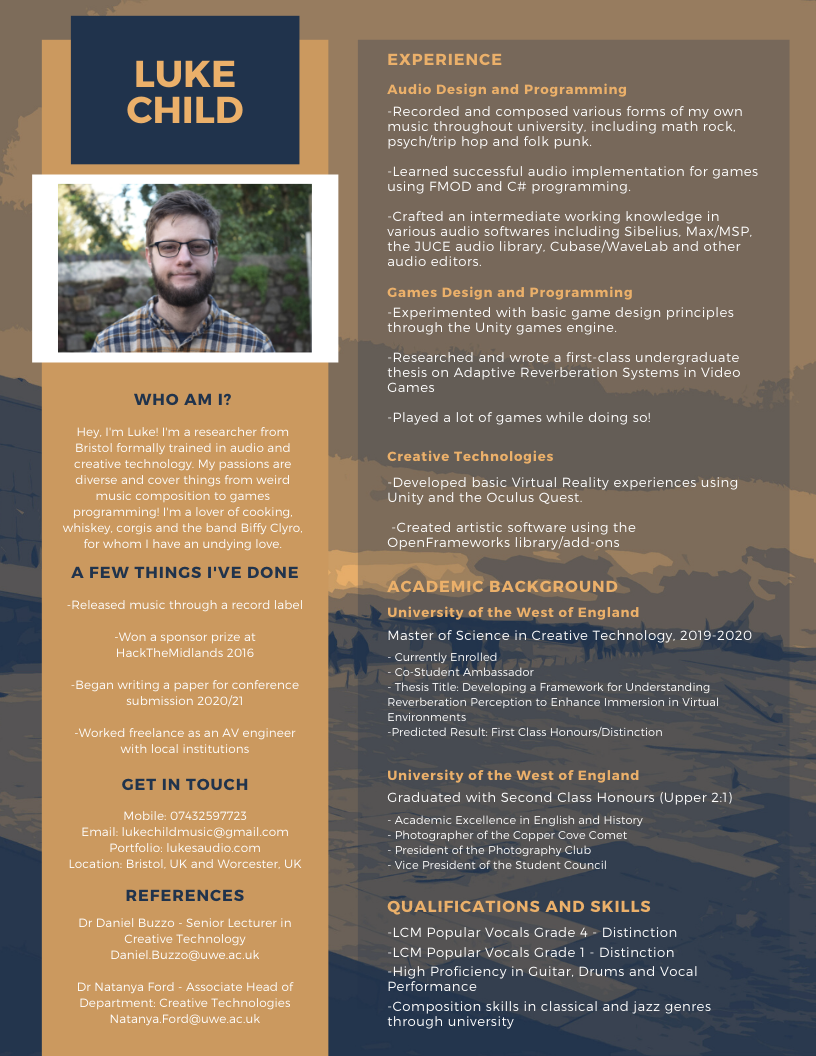 LUKE
CHILD
WHO AM I?
Hey, I'm Luke! I'm a researcher from
Bristol formally trained in audio and
creative technology. My passions are
diverse and cover things from weird
music composition to games
programming! I'm a lover of cooking,
whiskey, corgis and the band Biffy Clyro,
for whom I have an undying love.
A FEW THINGS I'VE DONE
-Released music through a record label
-Won a sponsor prize at
HackTheMidlands 2016
-Began writing a paper for conference
submission 2020/21
-Worked freelance as an AV engineer
with local institutions
GET IN TOUCH
Mobile: 07432597723
Email: lukechildmusic@gmail.com
Portfolio: lukesaudio.com
Location: Bristol, UK and Worcester, UK
REFERENCES
Dr Daniel Buzzo - Senior Lecturer in
Creative Technology
Daniel.Buzzo@uwe.ac.uk
Dr Natanya Ford - Associate Head of
Department: Creative Technologies
Natanya.Ford@uwe.ac.uk
EXPERIENCE
Audio Design and Programming
-Recorded and composed various forms of my own
music throughout university, including math rock,
psych/trip hop and folk punk.
-Learned successful audio implementation for games
using FMOD and C# programming.
-Crafted an intermediate working knowledge in
various audio softwares including Sibelius, Max/MSP,
the JUCE audio library, Cubase/WaveLab and other
audio editors.
Games Design and Programming
-Experimented with basic game design principles
through the Unity games engine.
-Researched and wrote a first-class undergraduate
thesis on Adaptive Reverberation Systems in Video
Games
-Played a lot of games while doing so!
Creative Technologies
-Developed basic Virtual Reality experiences using
Unity and the Oculus Quest.
-Created artistic software using the
OpenFrameworks library/add-ons
ACADEMIC BACKGROUND
University of the West of England
Master of Science in Creative Technology, 2019-2020
- Currently Enrolled
- Co-Student Ambassador
- Thesis Title: Developing a Framework for Understanding
Reverberation Perception to Enhance Immersion in Virtual
Environments
-Predicted Result: First Class Honours/Distinction
University of the West of England
Graduated with Second Class Honours (Upper 2:1)
- Academic Excellence in English and History
- Photographer of the Copper Cove Comet
- President of the Photography Club
- Vice President of the Student Council
QUALIFICATIONS AND SKILLS
-LCM Popular Vocals Grade 4 - Distinction
-LCM Popular Vocals Grade 1 - Distinction
-High Proficiency in Guitar, Drums and Vocal
Performance
-Composition skills in classical and jazz genres
through university